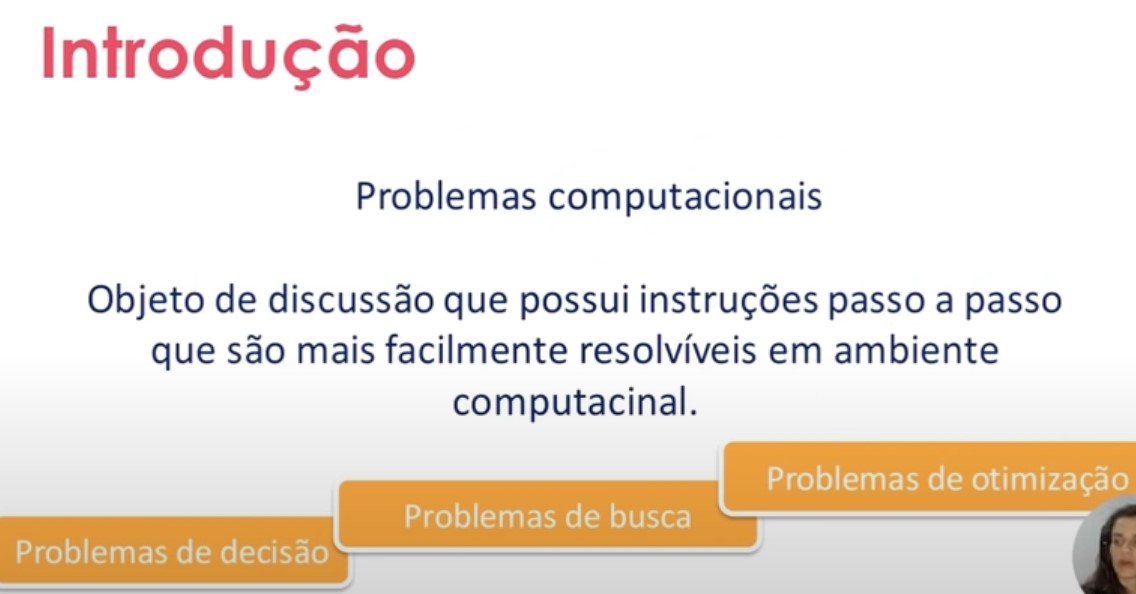 Introdução
Problemas computacionais
Objeto de discussão que possui instruções passo a passo
que são mais facilmente resolvíveis em ambiente
computacinal.
Problemas de otimização
Problemas de busca
Problemas de decisão